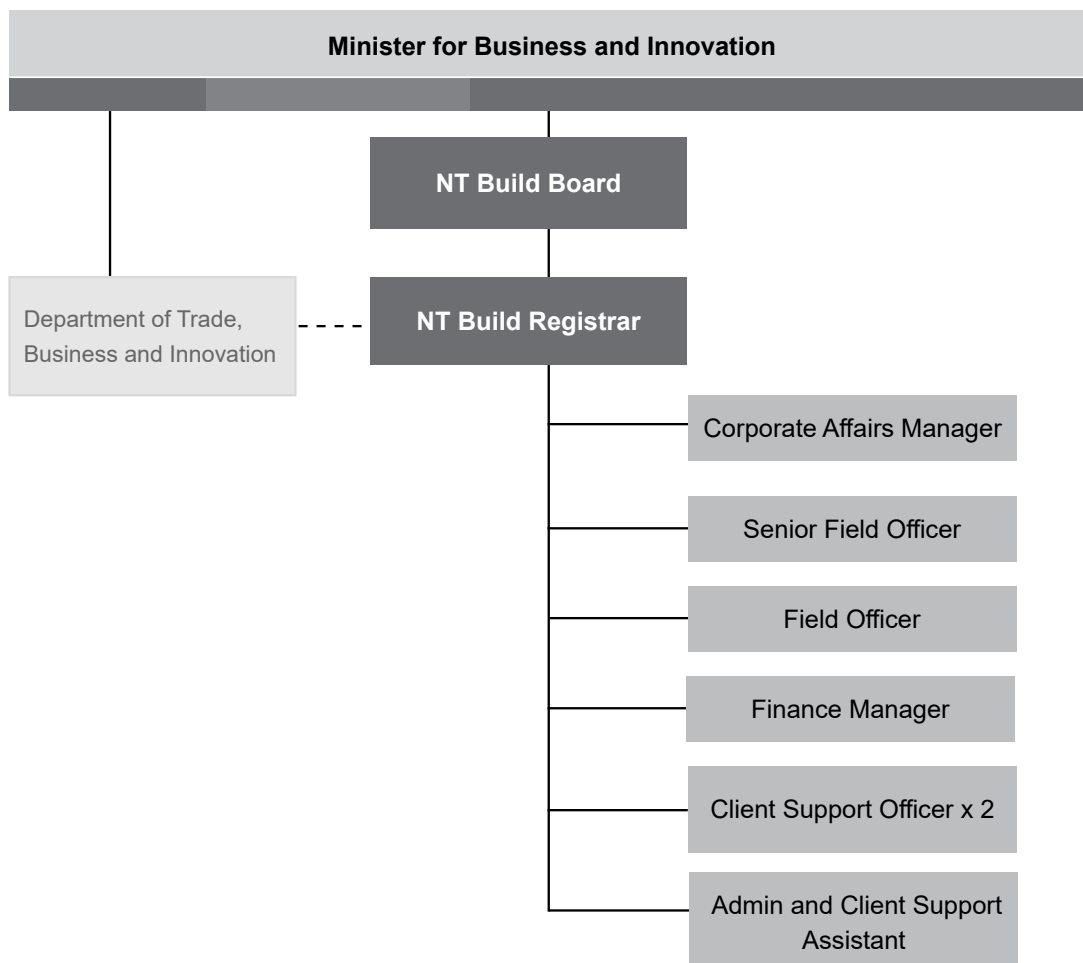 Minister for Business and Innovation
NT Build Board
Department of Trade,
Business and Innovation
NT Build Registrar
Corporate Affairs Manager
Senior Field Officer
Field Officer
Finance Manager
Client Support Officer x 2
Admin and Client Support
Assistant